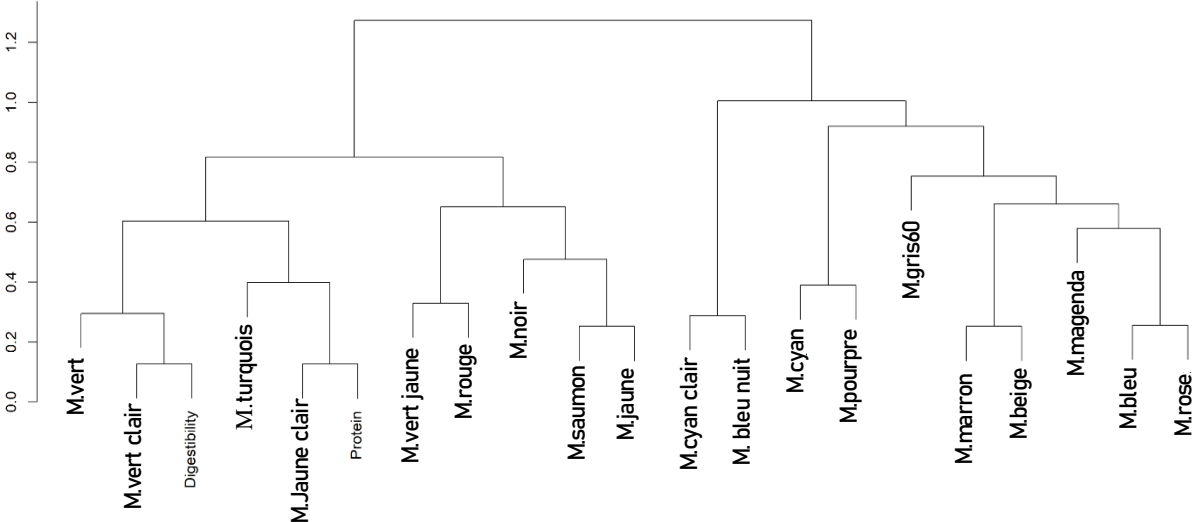 1.2
1.0
0.8
0.6
0.4
0.2
0.0
M.vert
M.vert clair
Digestibility
M.turquois
M.Jaune clair
Protein
M.vert jaune
M.rouge
M.noir
M.saumon
M.jaune
M.cyan clair
M. bleu nuit
M.cyan
M.pourpre
M.gris60
M.marron
M.beige
M.magenda
M.bleu
M.rose